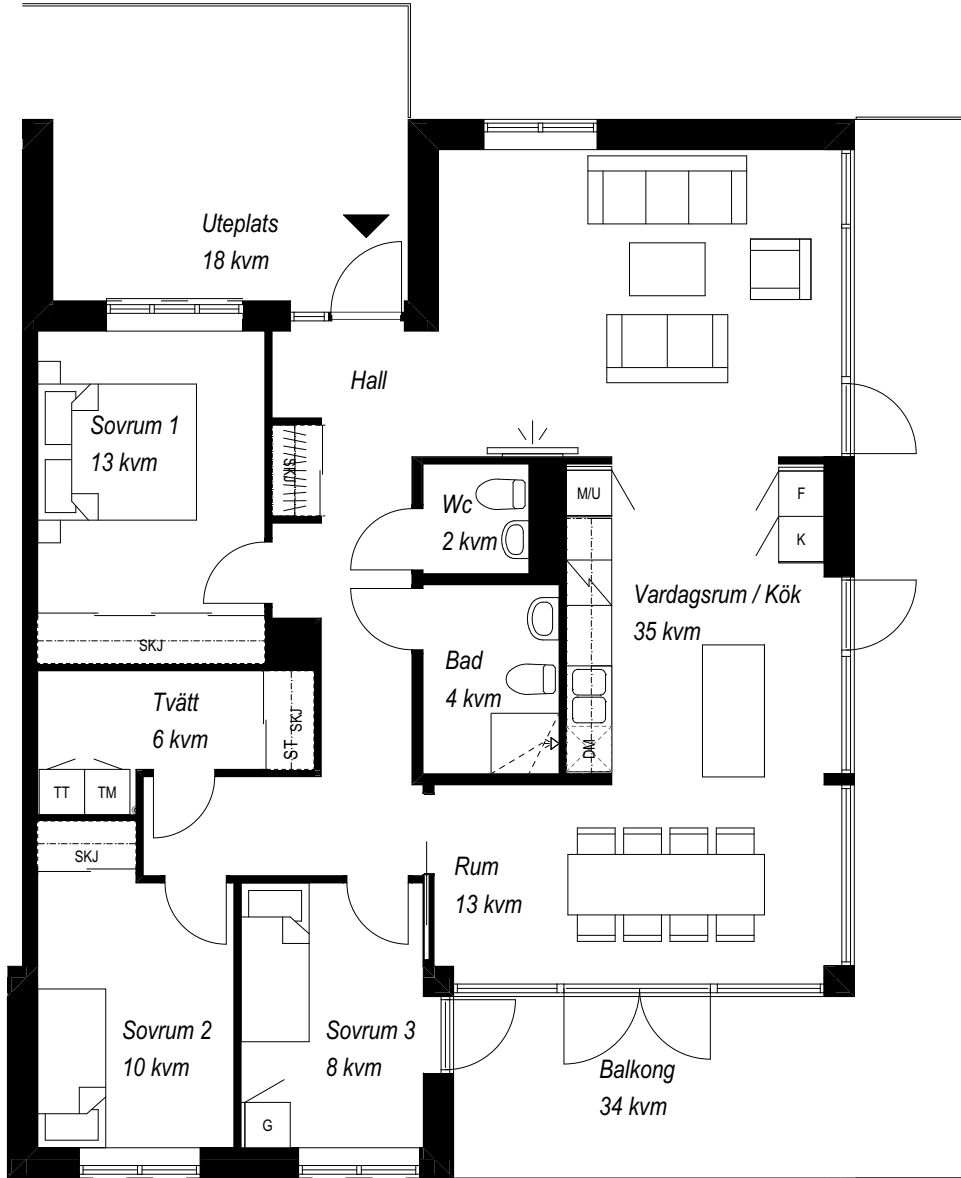 Uteplats
18 kvm
Hall
Sovrum 1
13 kvm
SKJ
Wc
2 kvm
M/U
F
K
Vardagsrum / Kök
35 kvm
SKJ
Bad
4 kvm
Tvätt
6 kvm
ST SKJ
DM
TT
TM
SKJ
Rum
13 kvm
Sovrum 2
10 kvm
Sovrum 3
8 kvm
G
Balkong
34 kvm